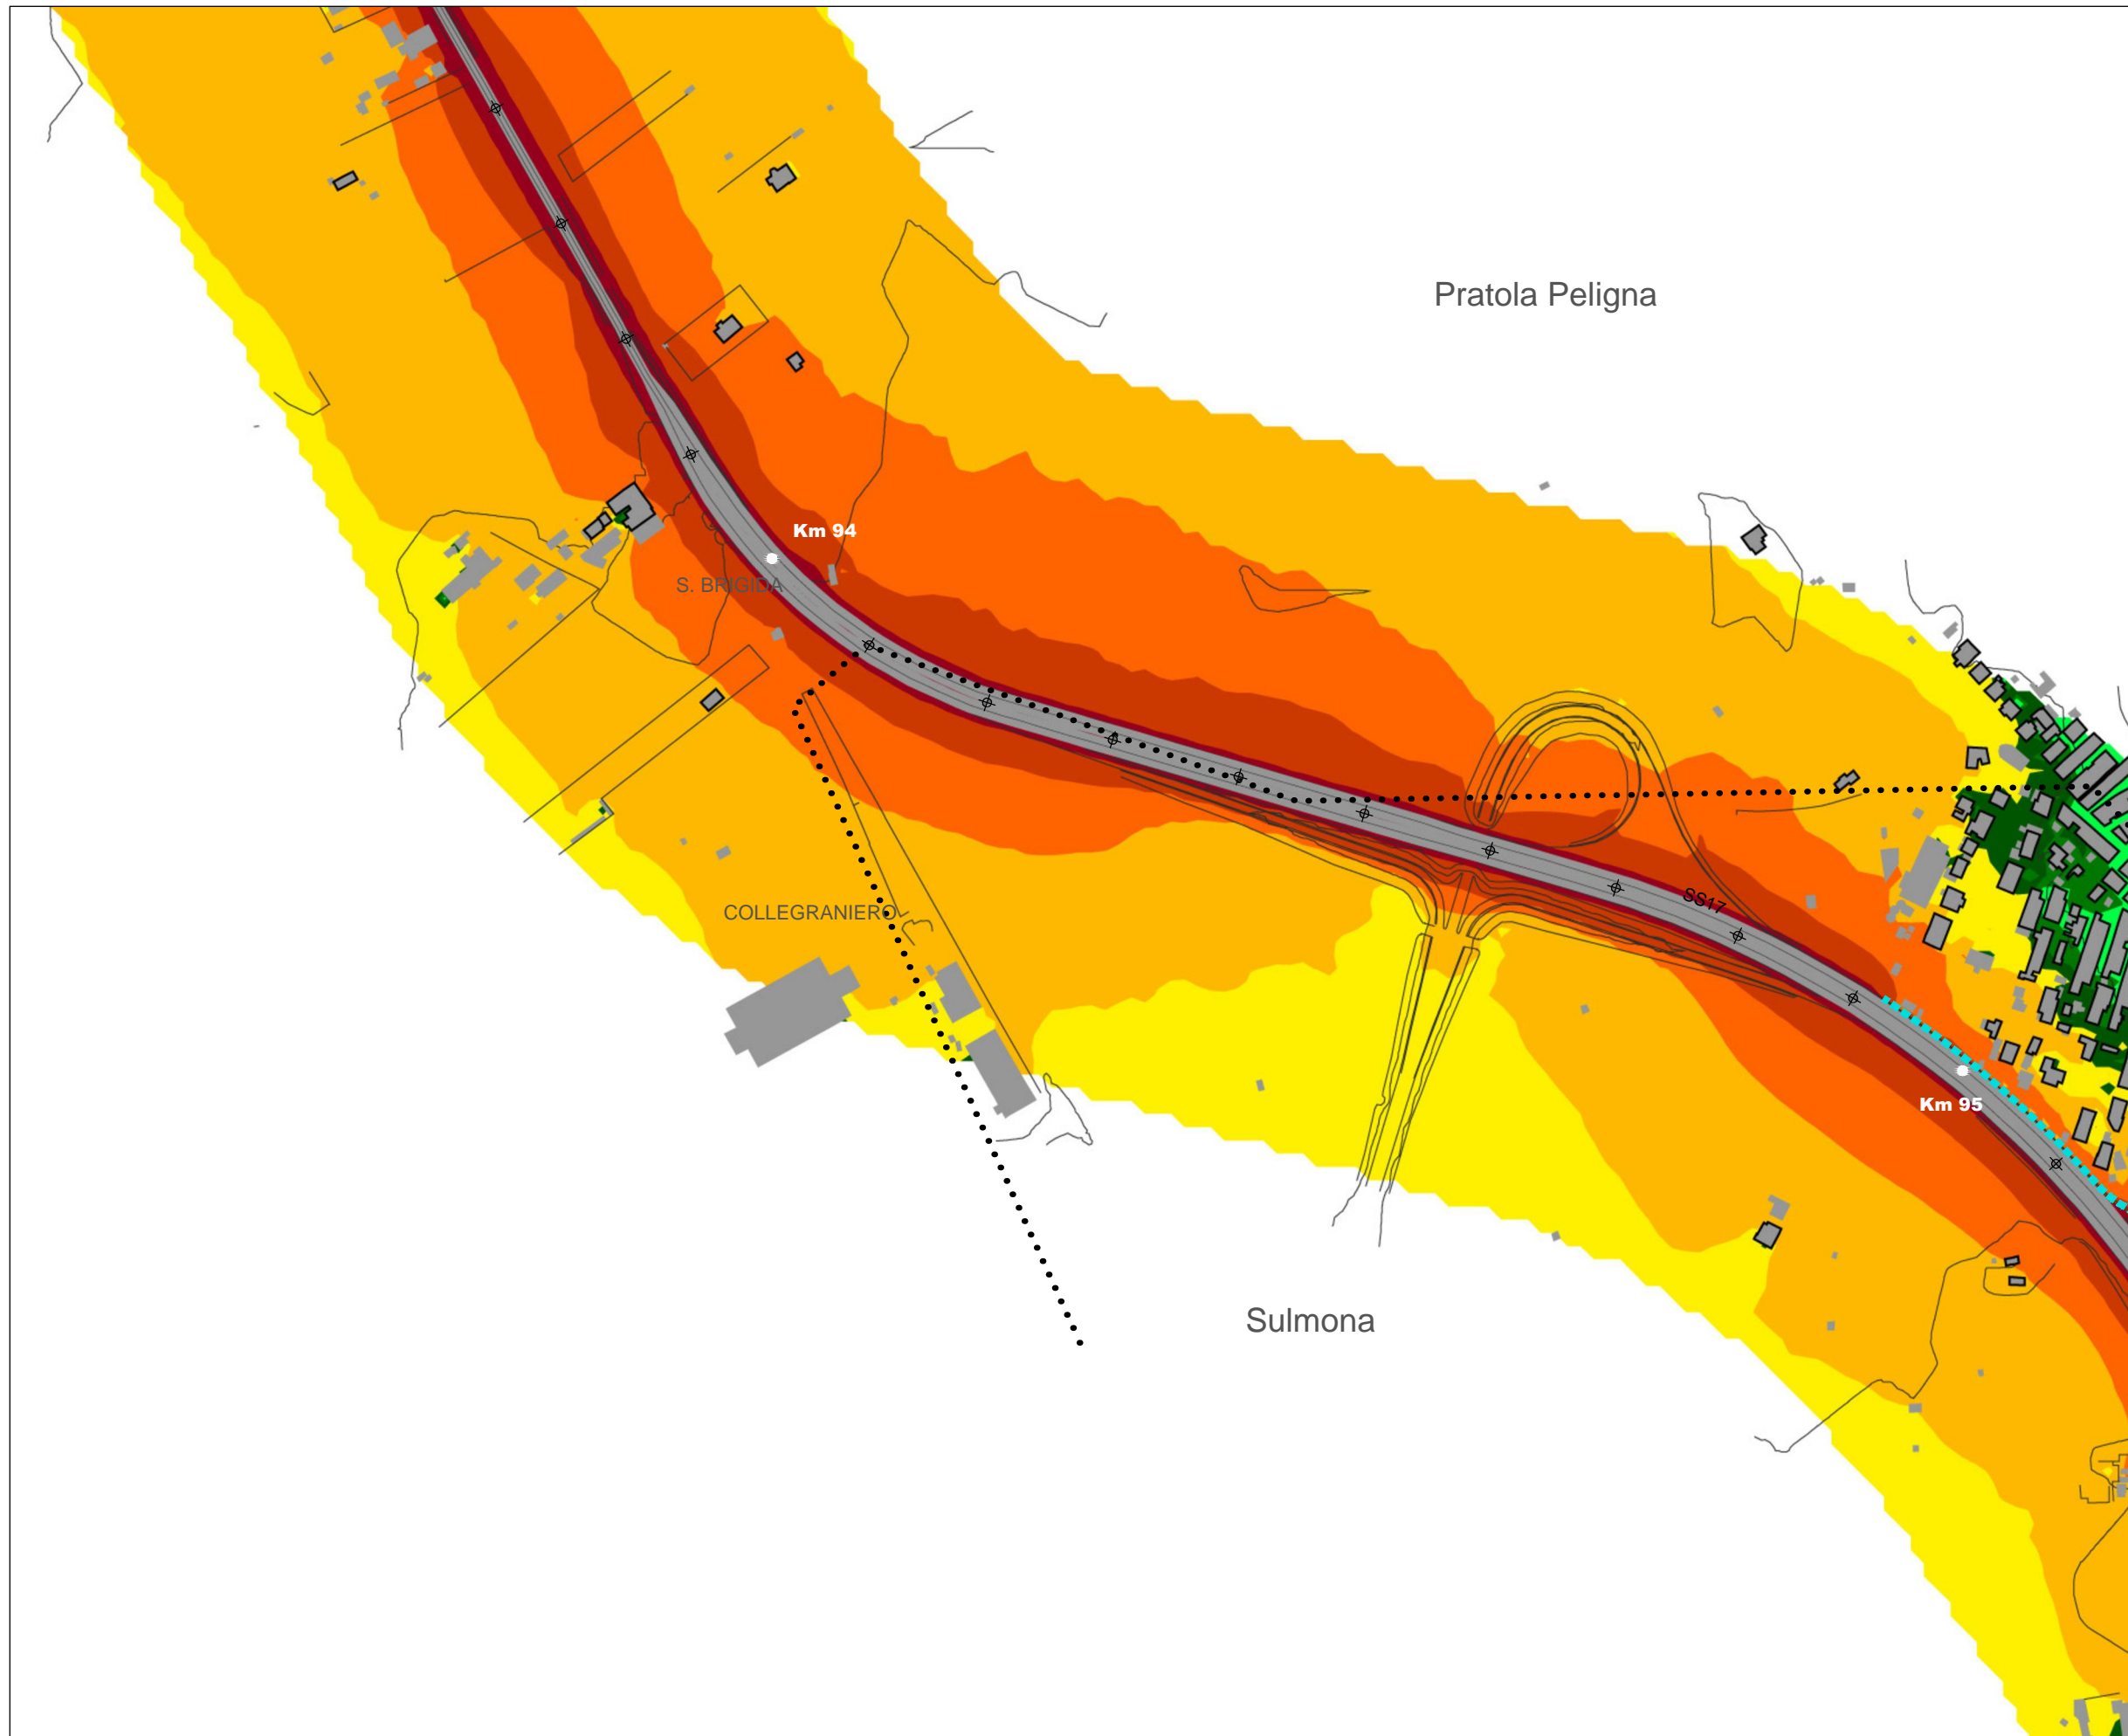 Pratola Peligna
Km 94
S. BRIGIDA
SS17
COLLEGRANIERO
Km 95
Sulmona